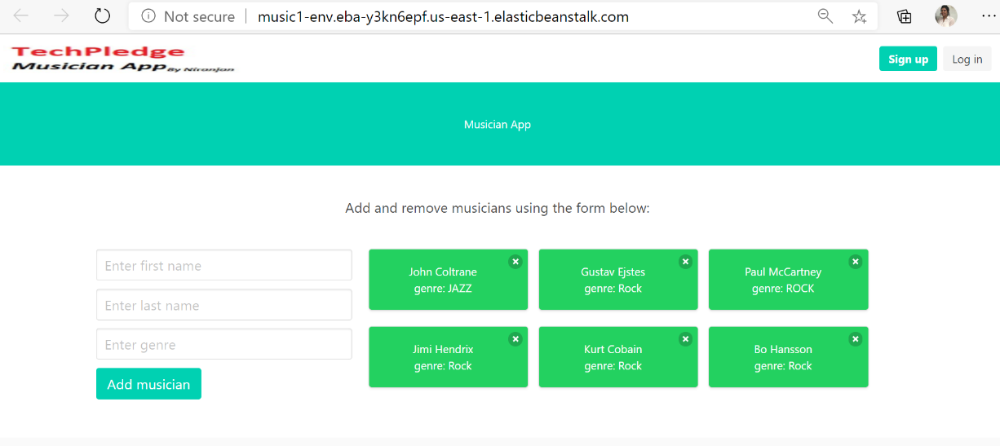 Not secure | music1-env.eba-y3kn6epf.us-east-1.elasticbeanstalk.com
TechPledge
Musician App By Niranjan
Sign up
Log in
Musician App
Add and remove musicians using the form below:
Enter first name
Enter last name
Enter genre
Add musician
John Coltrane
genre: JAZZ
Gustav Ejstes
genre: Rock
Paul McCartney
genre: ROCK
Jimi Hendrix
genre: Rock
Kurt Cobain
genre: Rock
Bo Hansson
genre: Rock